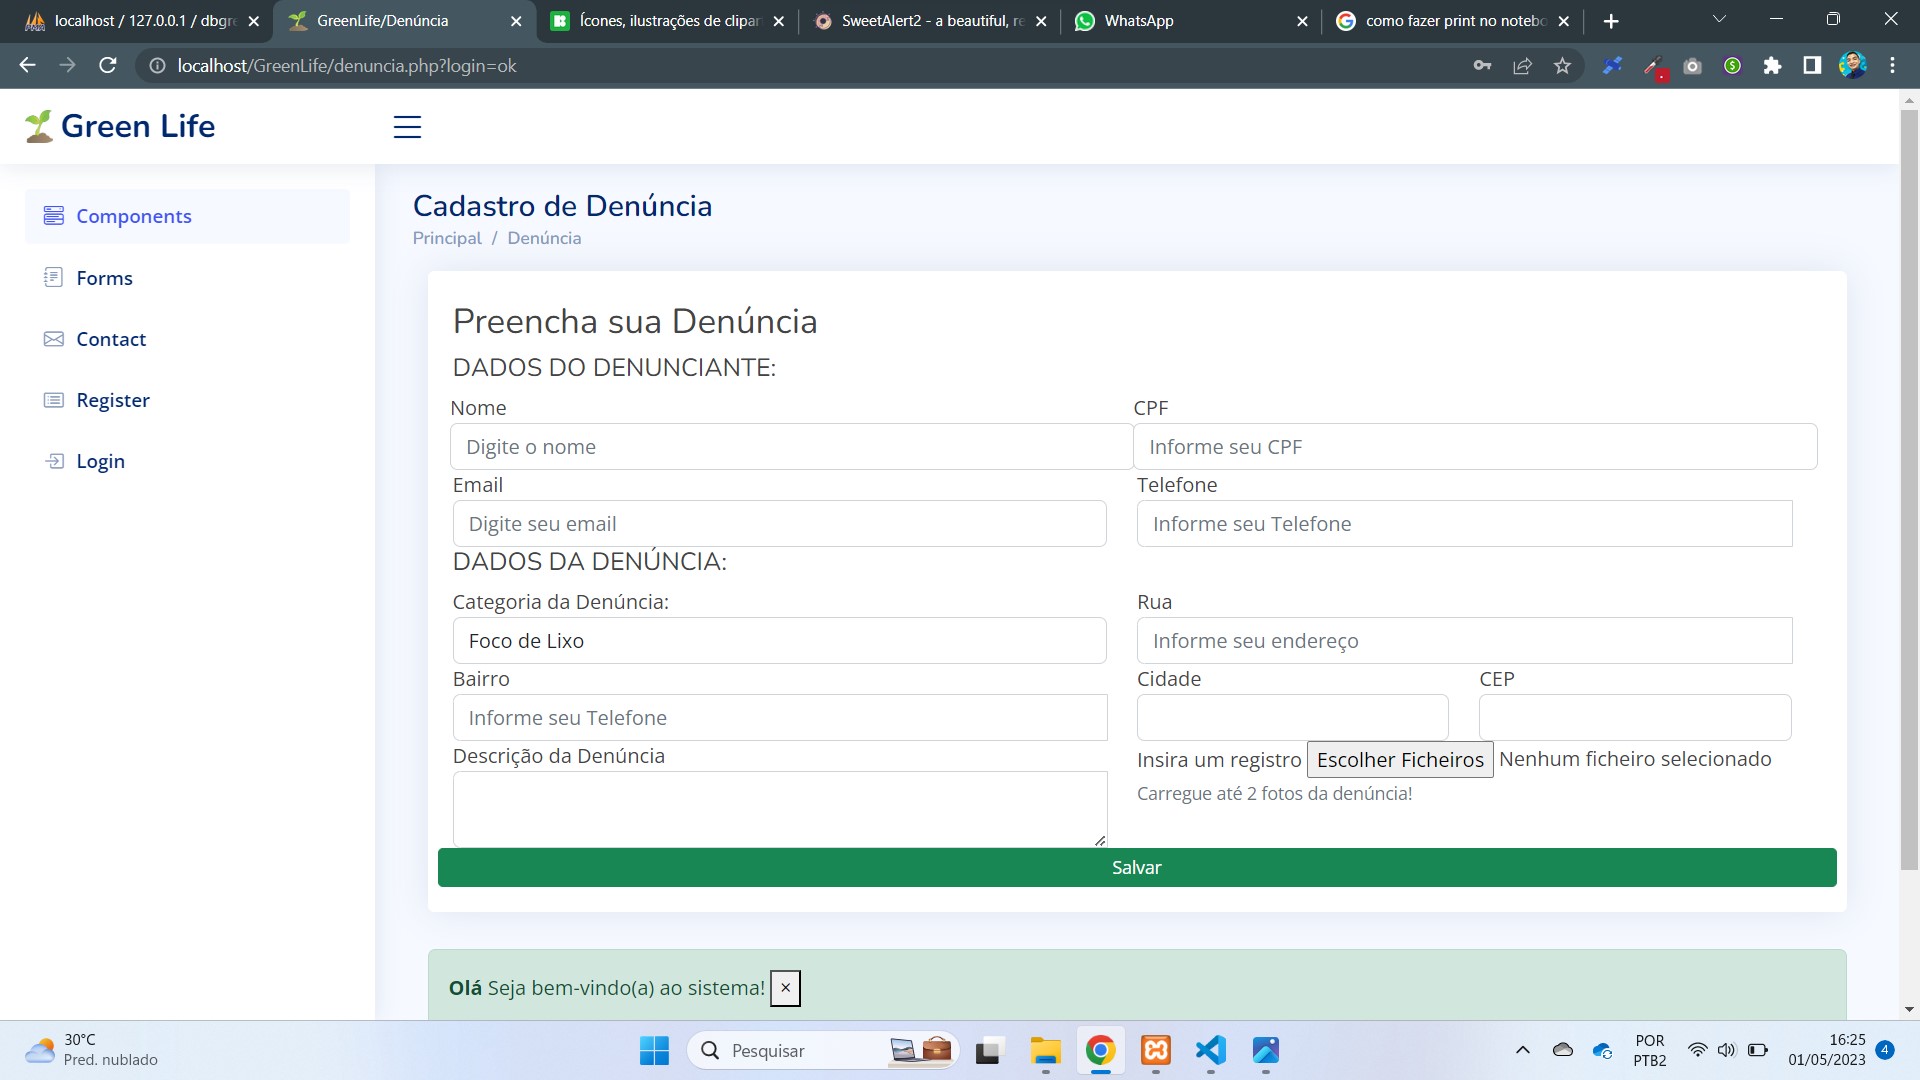 localhost / 127.0.0.1 / dbgre
GreenLife/Denúncia
Ícones, ilustrações de clipar
SweetAlert2 - a beautiful, re
WhatsApp
como fazer print no notebo
localhost/GreenLife/denuncia.php?login=ok
Green Life
Components
Forms
Contact
Register
Login
Cadastro de Denúncia
Principal / Denúncia
Preencha sua Denúncia
DADOS DO DENUNCIANTE:
Nome CPF
Digite o nome Informe seu CPF
Email Telefone
Digite seu email Informe seu Telefone
DADOS DA DENÚNCIA:
Categoria da Denúncia: Rua
Foco de Lixo Informe seu endereço
Bairro Cidade CEP
Informe seu Telefone
Descrição da Denúncia
Insira um registro Escolher Ficheiros Nenhum ficheiro selecionado
Carregue até 2 fotos da denúncia!
Salvar
Olá Seja bem-vindo(a) ao sistema! ×
30°C
Pred. nublado
Pesquisar
POR
PTB2
16:25
01/05/2023
4